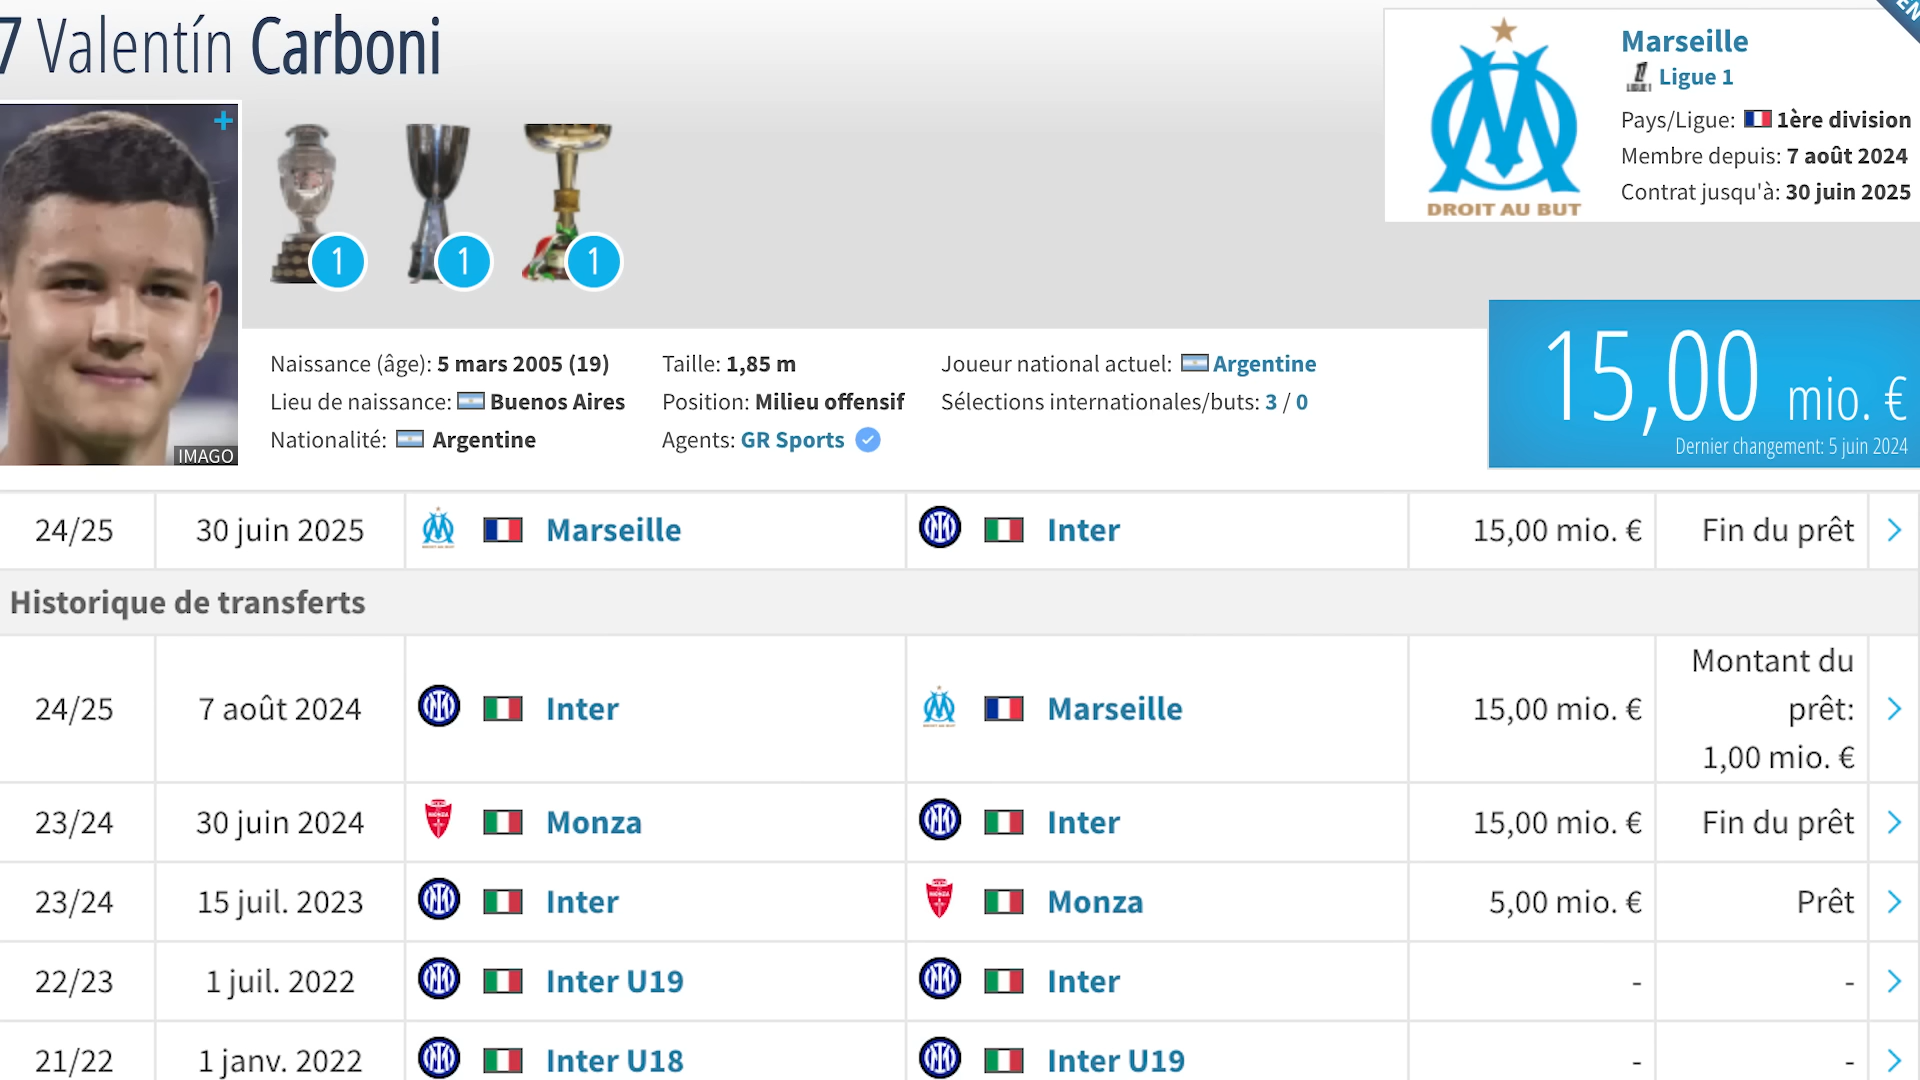 7 Valentín Carboni
Marseille
Ligue 1
Pays/Ligue: 1ère division
Membre depuis: 7 août 2024
Contrat jusqu'à: 30 juin 2025
DROIT AU BUT
+
1 1 1
IMAGO
Naissance (âge): 5 mars 2005 (19)
Lieu de naissance: Buenos Aires
Nationalité: Argentine
Taille: 1,85 m
Position: Milieu offensif
Agents: GR Sports
Joueur national actuel: Argentine
Sélections internationales/buts: 3 / 0
15,00 mio. €
Dernier changement: 5 juin 2024
24/25 30 juin 2025 Marseille Inter 15,00 mio. € Fin du prêt
Historique de transferts
24/25 7 août 2024 Inter Marseille 15,00 mio. € Montant du
prêt:
1,00 mio. €
23/24 30 juin 2024 Monza Inter 15,00 mio. € Fin du prêt
23/24 15 juil. 2023 Inter Monza 5,00 mio. € Prêt
22/23 1 juil. 2022 Inter U19 Inter - -
21/22 1 janv. 2022 Inter U18 Inter U19 - -